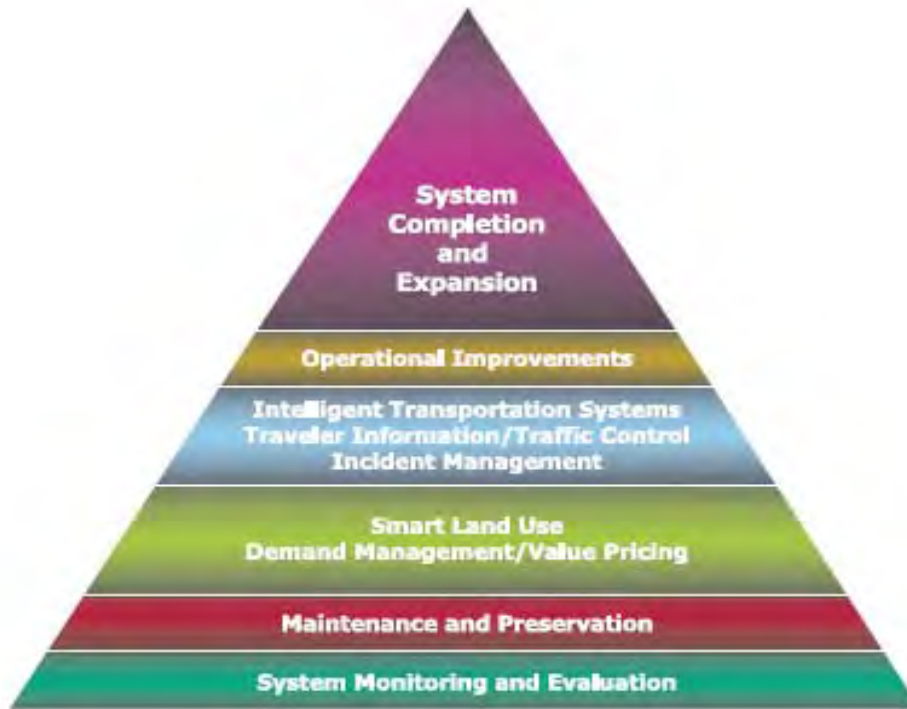 System
Completion
and
Expansion
Operational Improvements
Intelligent Transportation Systems
Traveler Information/Traffic Control
Incident Management
Smart Land Use
Demand Management/Value Pricing
Maintenance and Preservation
System Monitoring and Evaluation